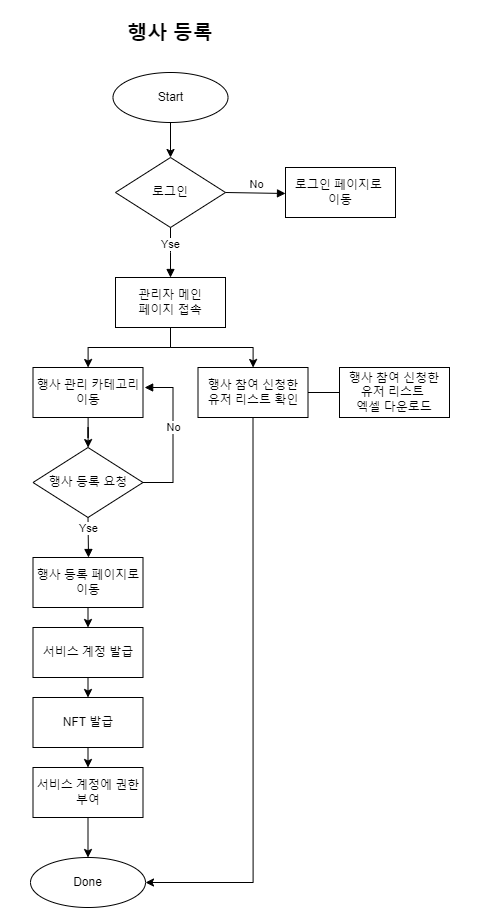 행사 등록
Start
로그인
No
로그인 페이지로
이동
Yse
관리자 메인
페이지 접속
행사 관리 카테고리
이동
행사 참여 신청한
유저 리스트 확인
행사 참여 신청한
유저 리스트
엑셀 다운로드
No
행사 등록 요청
Yse
행사 등록 페이지로
이동
서비스 계정 발급
NFT 발급
서비스 계정에 권한
부여
Done